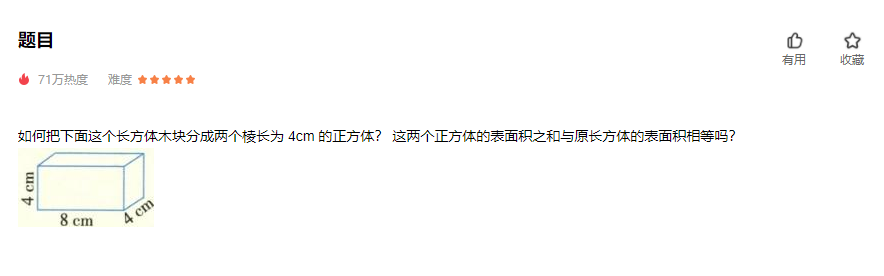 题目
有用
收藏
71万热度 难度
如何把下面这个长方体木块分成两个棱长为 4cm 的正方体? 这两个正方体的表面积之和与原长方体的表面积相等吗?
4 cm
8 cm
4 cm